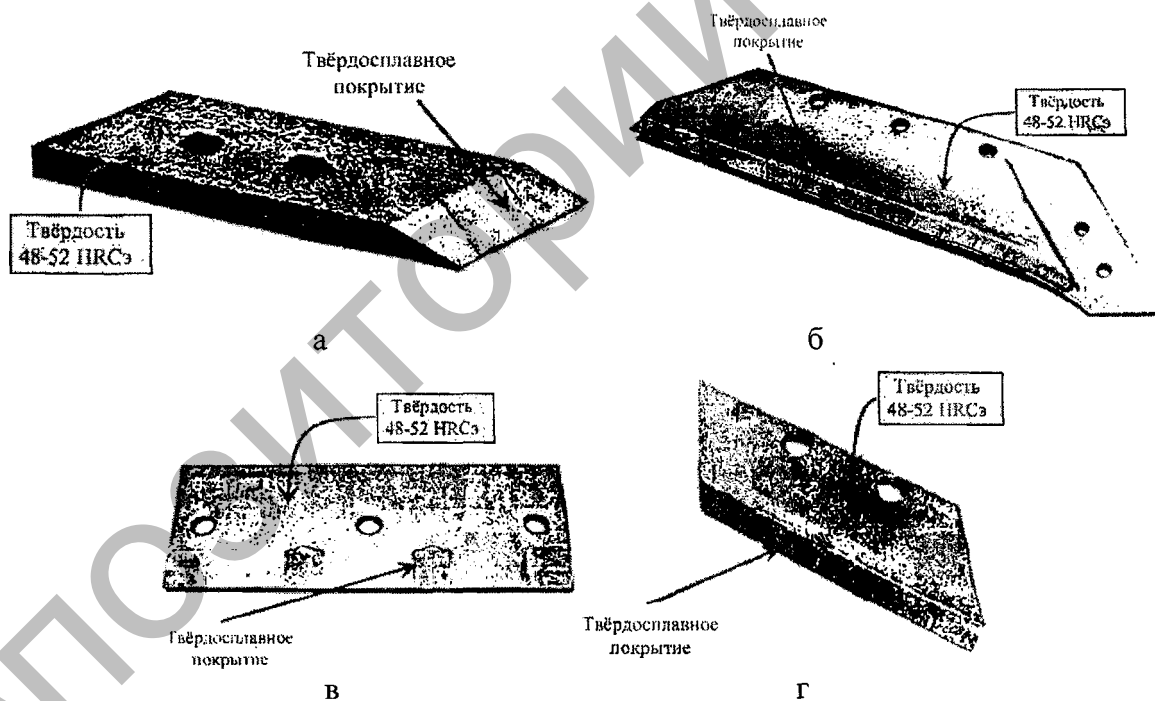 Твёрдосплавное
покрытие
Твёрдость
48-52 HRCэ
а
Твёрдосплавное
покрытие
Твёрдость
48-52 HRCэ
б
Твёрдость
48-52 HRCэ
Твёрдосплавное
покрытие
в
Твёрдость
48-52 HRCэ
Твёрдосплавное
покрытие
г
ПОЗИТОРИЙ